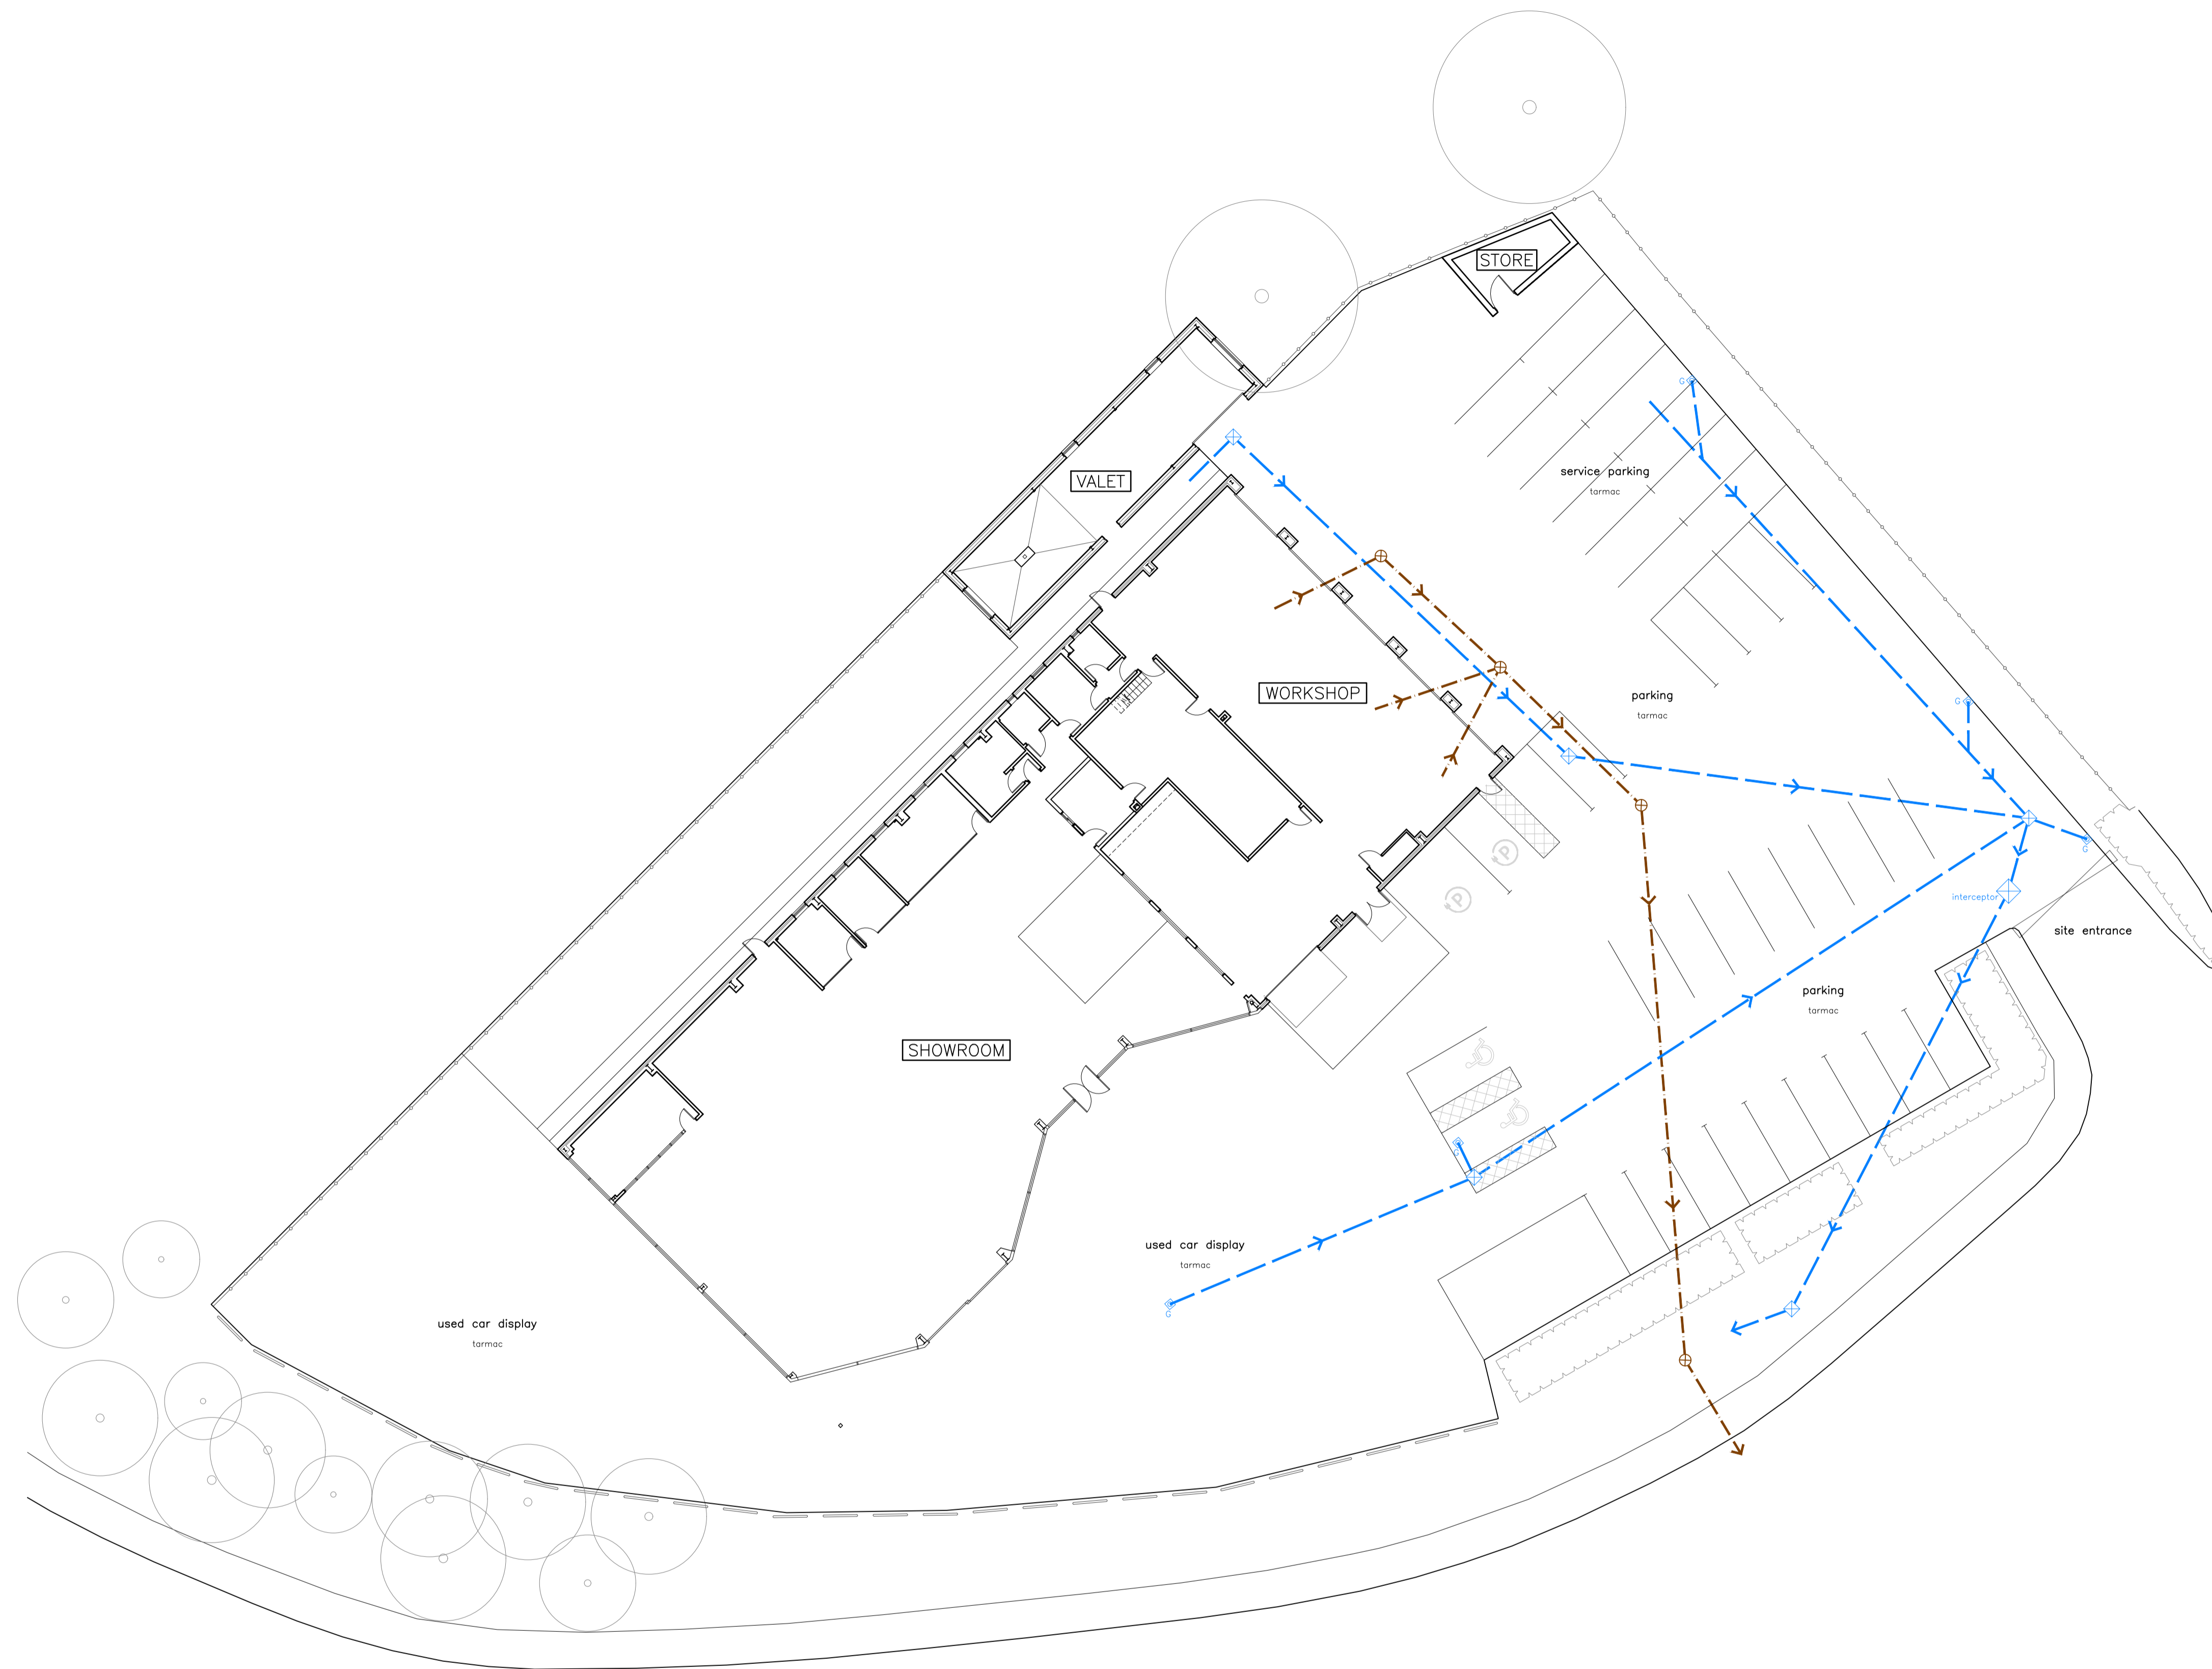 STORE
G
service parking
tarmac
VALET
WORKSHOP
parking
tarmac
G
G
P
interceptor
P
site entrance
parking
tarmac
SHOWROOM
G
used car display
tarmac
G
used car display
tarmac